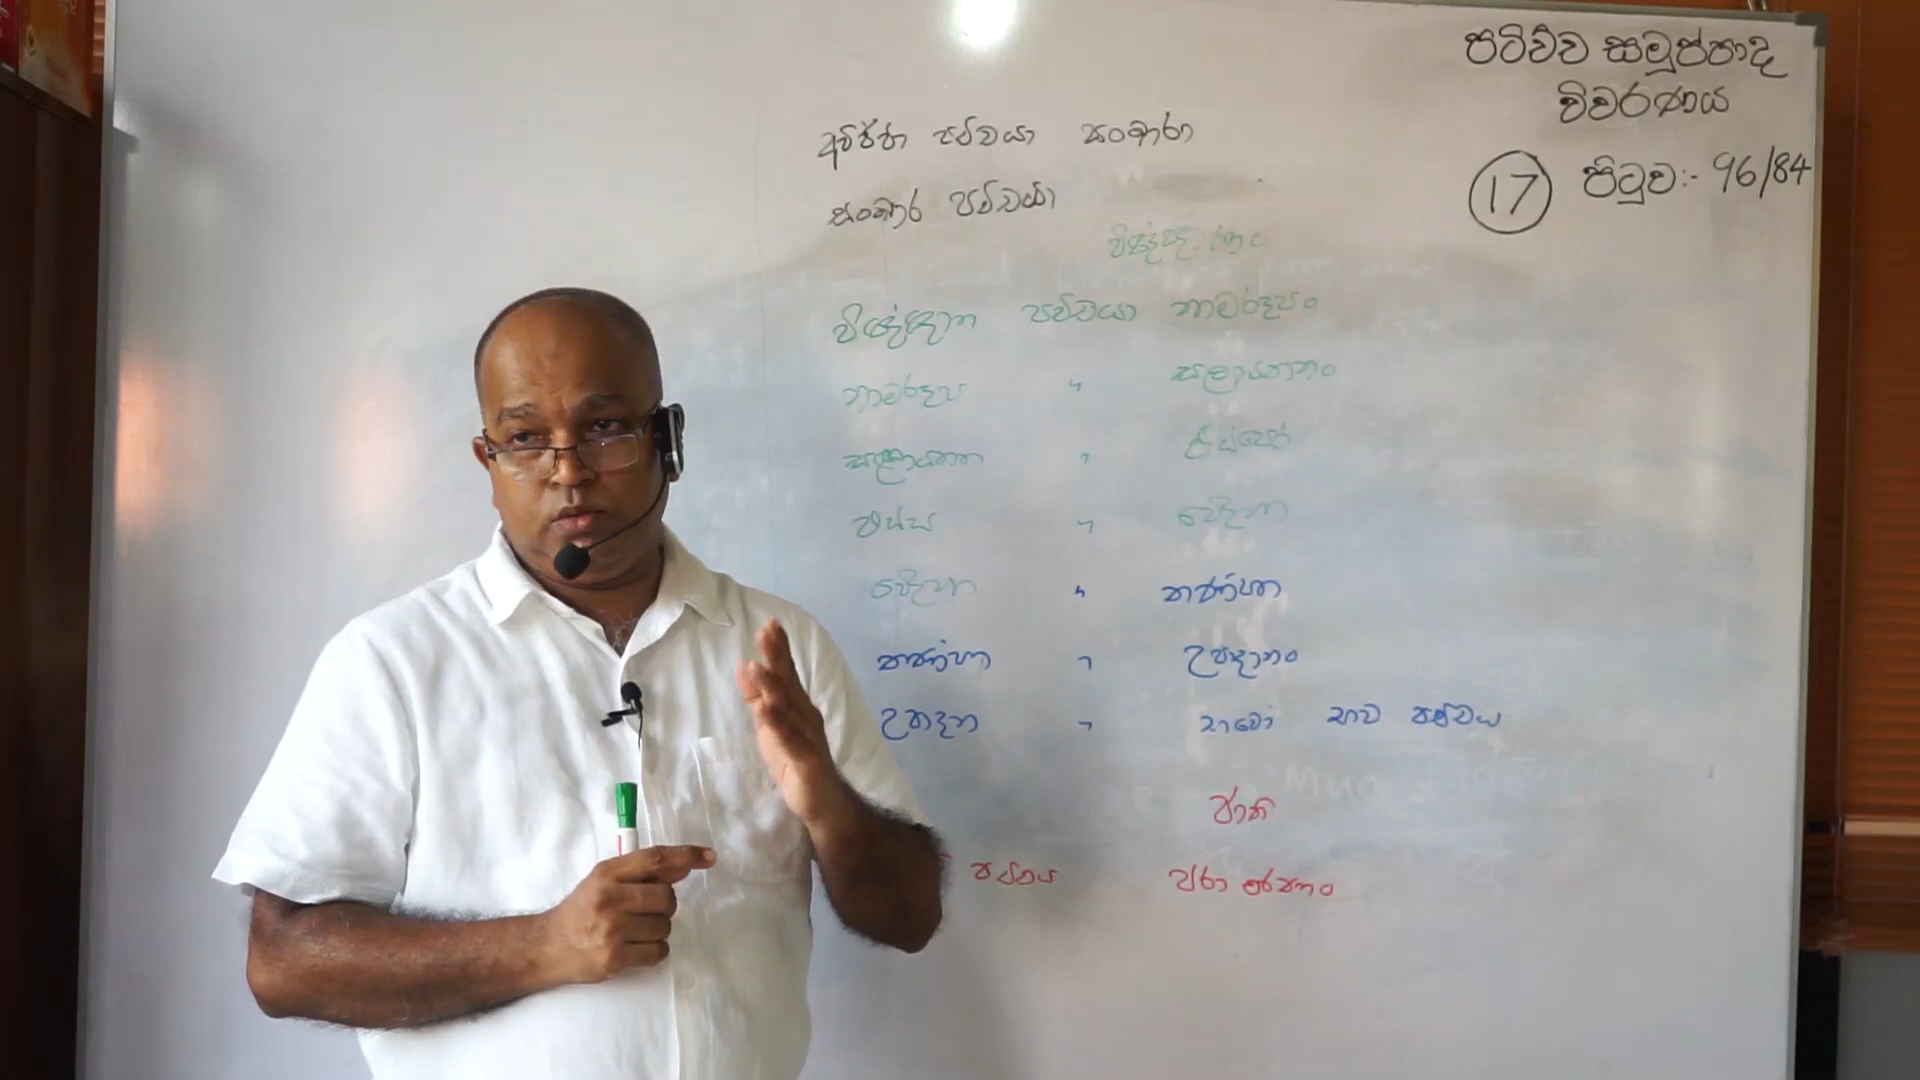 පටිච්ච සමුප්පාද
විවරණය
17 පිටුව:- 96/84
අවිජ්ජා පච්චයා සංඛාරා
සංඛාර පච්චයා
විඤ්ඤාණං
විඤ්ඤාන පච්චයා නාමරූපං
නාමරූප " සලායතනං
සළායතන " ඵස්සෝ
ඵස්ස " වේදනා
වේදනා " තණ්හා
තණ්හා " උපාදානං
උපාදාන " භවෝ භව පච්චය
ජාති
පච්චය ජරා මරණං